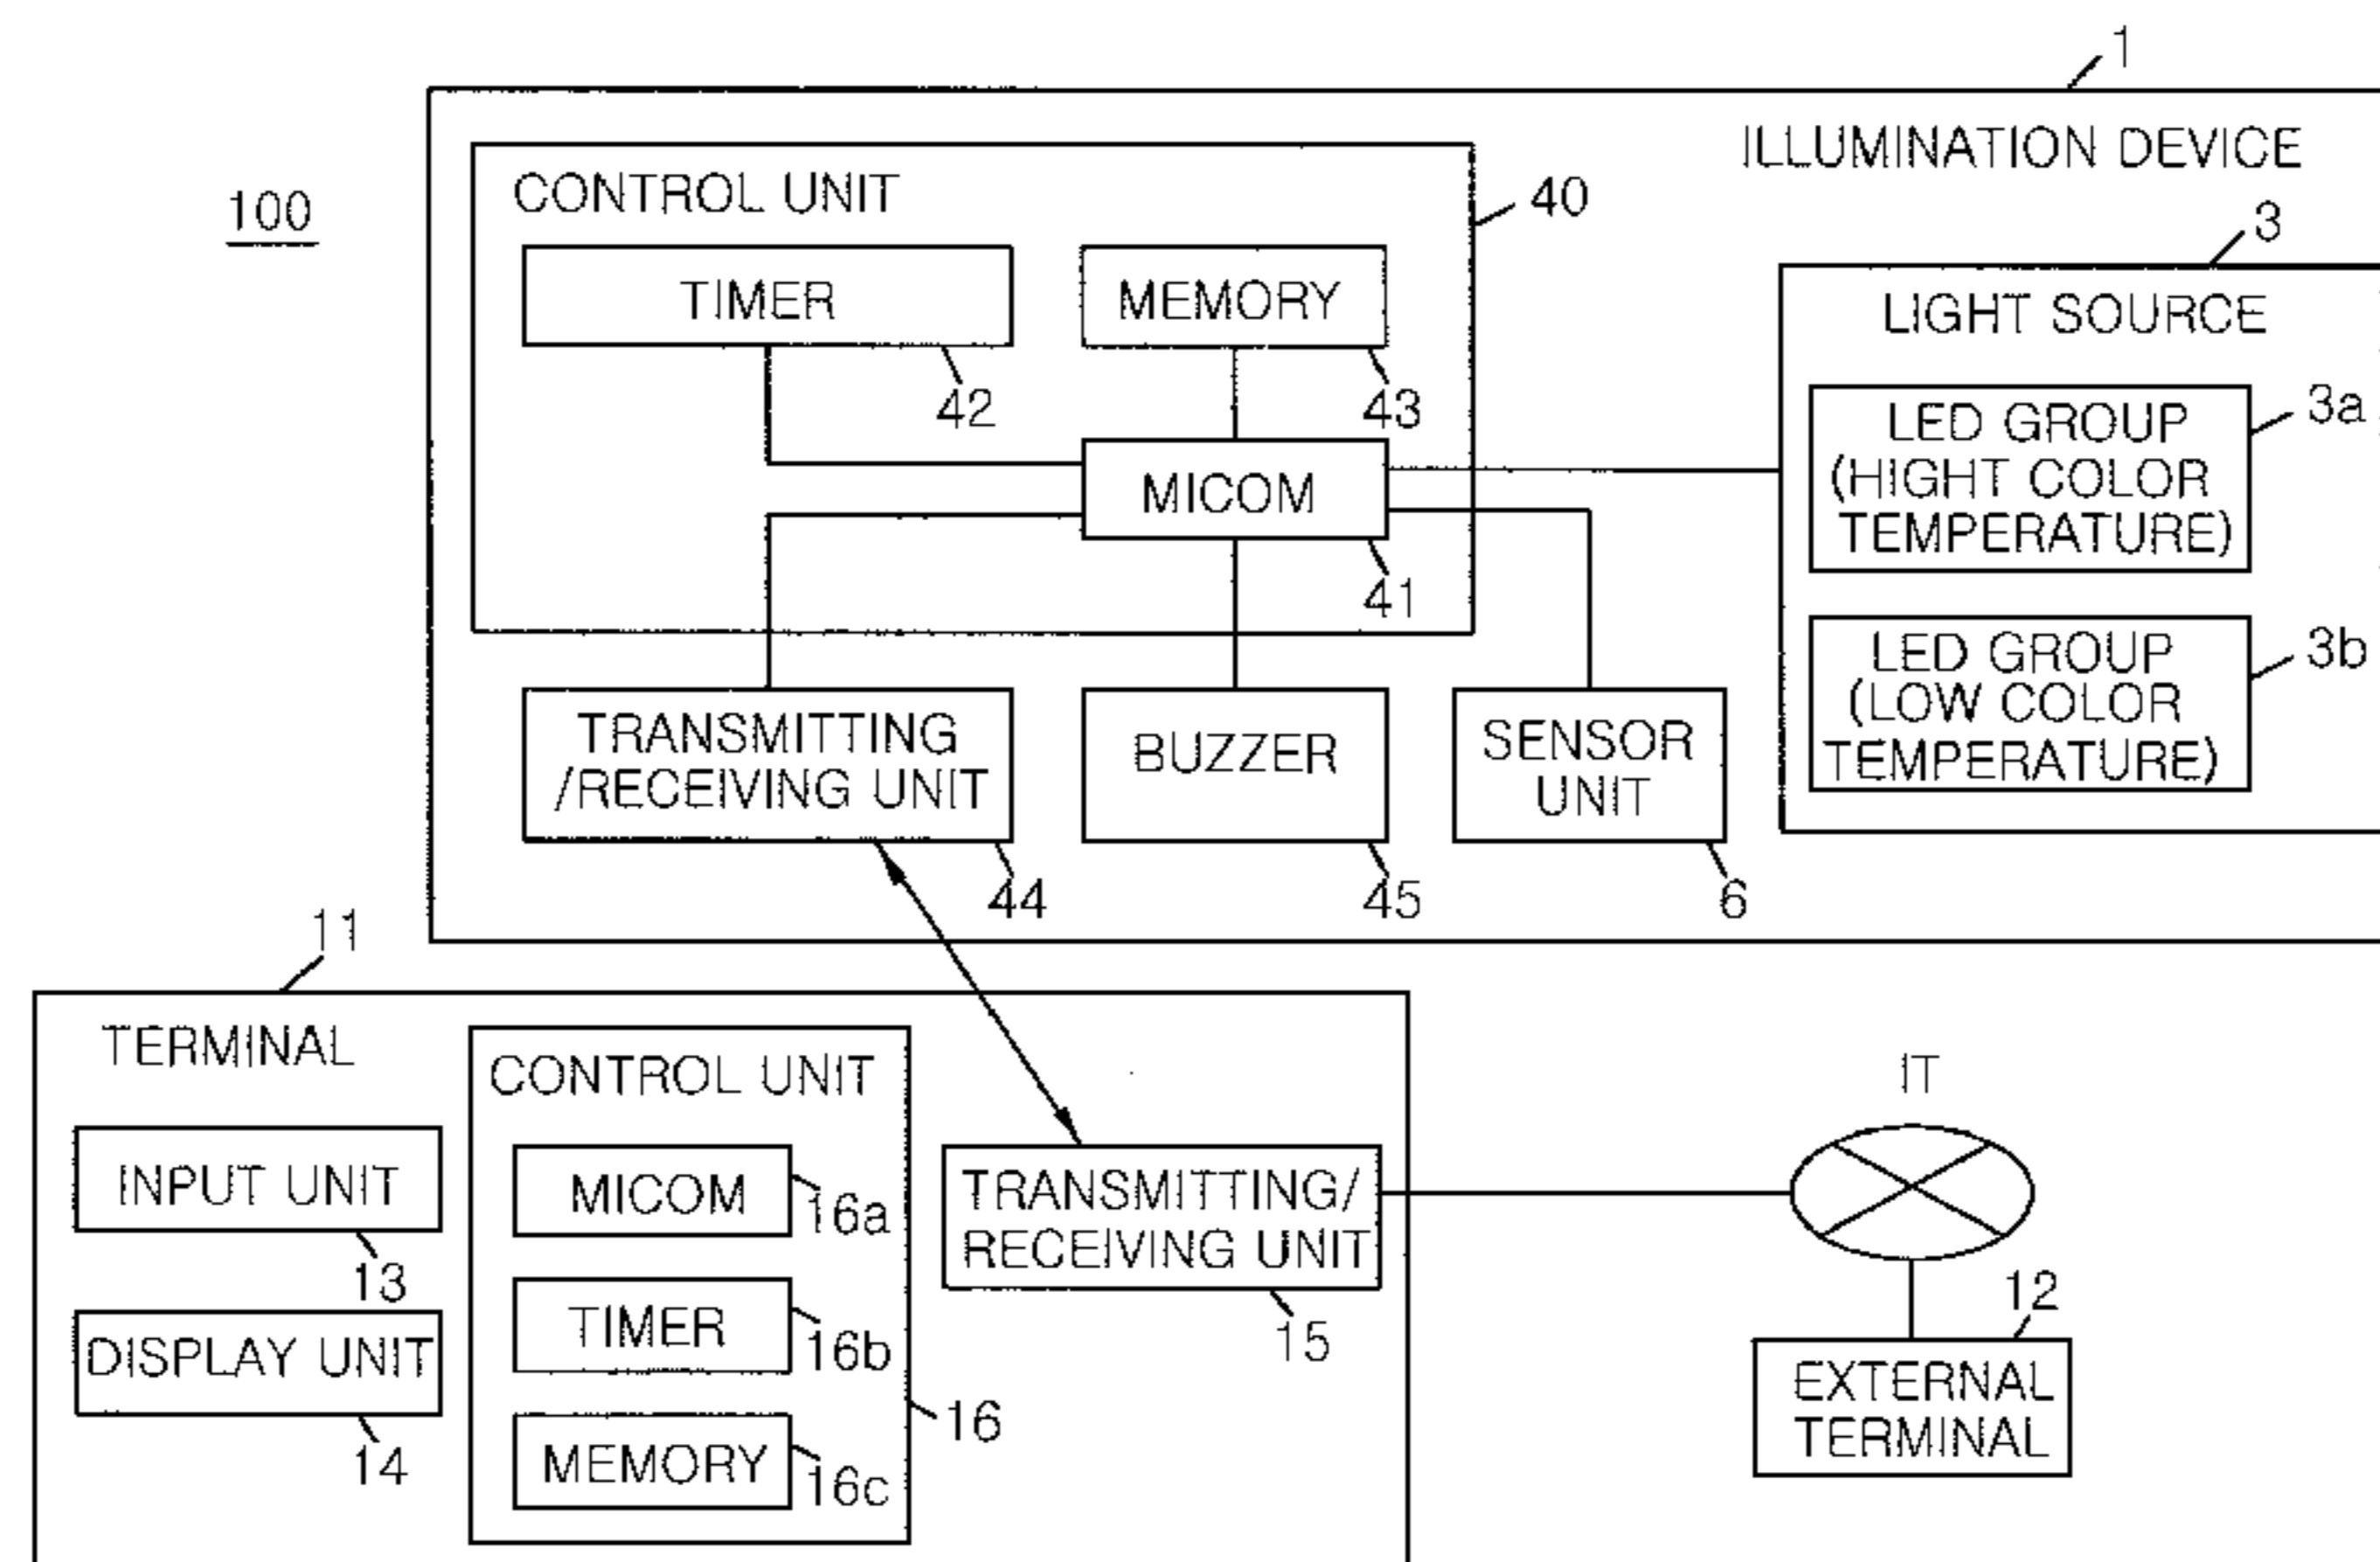 1
ILLUMINATION DEVICE
100
CONTROL UNIT
40
3
TIMER
MEMORY
LIGHT SOURCE
42
43
LED GROUP
(HIGHT COLOR
TEMPERATURE)
3a
MICOM
41
LED GROUP
(LOW COLOR
TEMPERATURE)
3b
TRANSMITTING
/RECEIVING UNIT
BUZZER
SENSOR
UNIT
44
45
6
11
TERMINAL
CONTROL UNIT
IT
INPUT UNIT
MICOM
16a
TRANSMITTING/
RECEIVING UNIT
13
12
TIMER
16b
15
DISPLAY UNIT
EXTERNAL
TERMINAL
14
16
MEMORY
16c